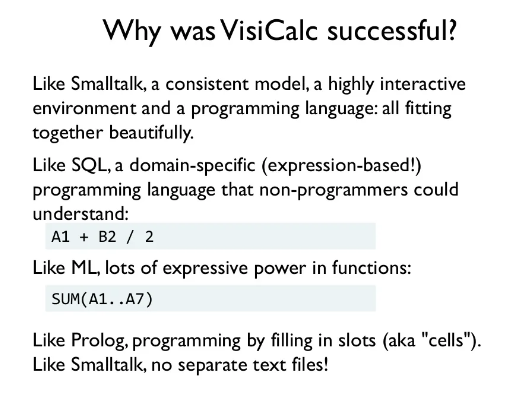 Why was VisiCalc successful?
Like Smalltalk, a consistent model, a highly interactive
environment and a programming language: all fitting
together beautifully.
Like SQL, a domain-specific (expression-based!)
programming language that non-programmers could
understand:
A1 + B2 / 2
Like ML, lots of expressive power in functions:
SUM(A1..A7)
Like Prolog, programming by filling in slots (aka "cells").
Like Smalltalk, no separate text files!